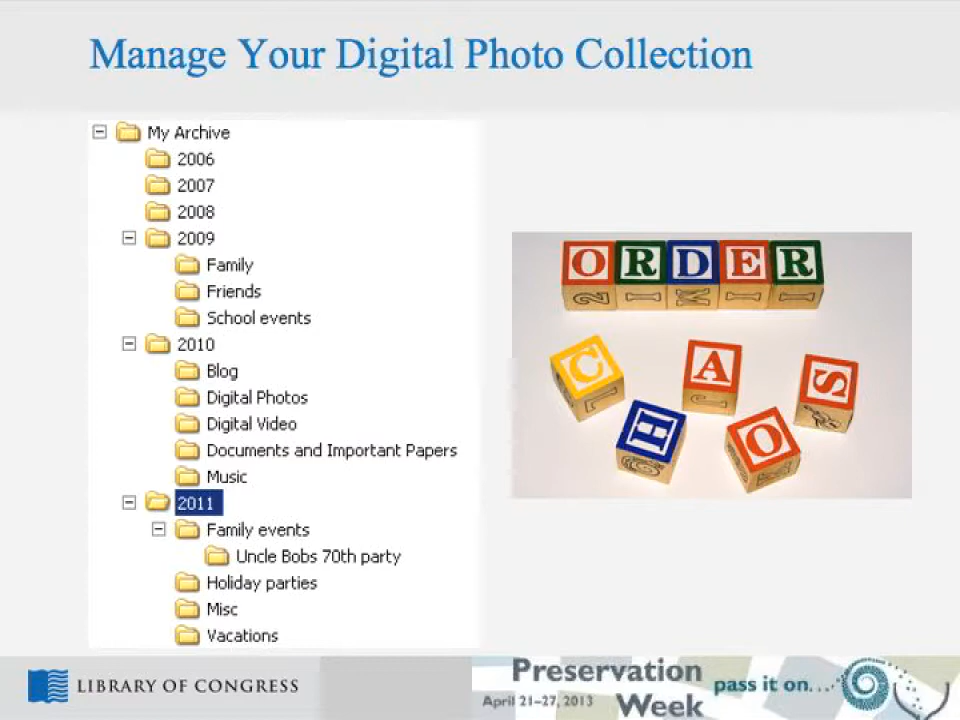 Manage Your Digital Photo Collection
My Archive
2006
2007
2008
2009
Family
Friends
School events
2010
Blog
Digital Photos
Digital Video
Documents and Important Papers
Music
2011
Family events
Uncle Bobs 70th party
Holiday parties
Misc
Vacations
ORDER
C A S
H O
LIBRARY OF CONGRESS
Preservation
April 21-27, 2013 Week
pass it on...